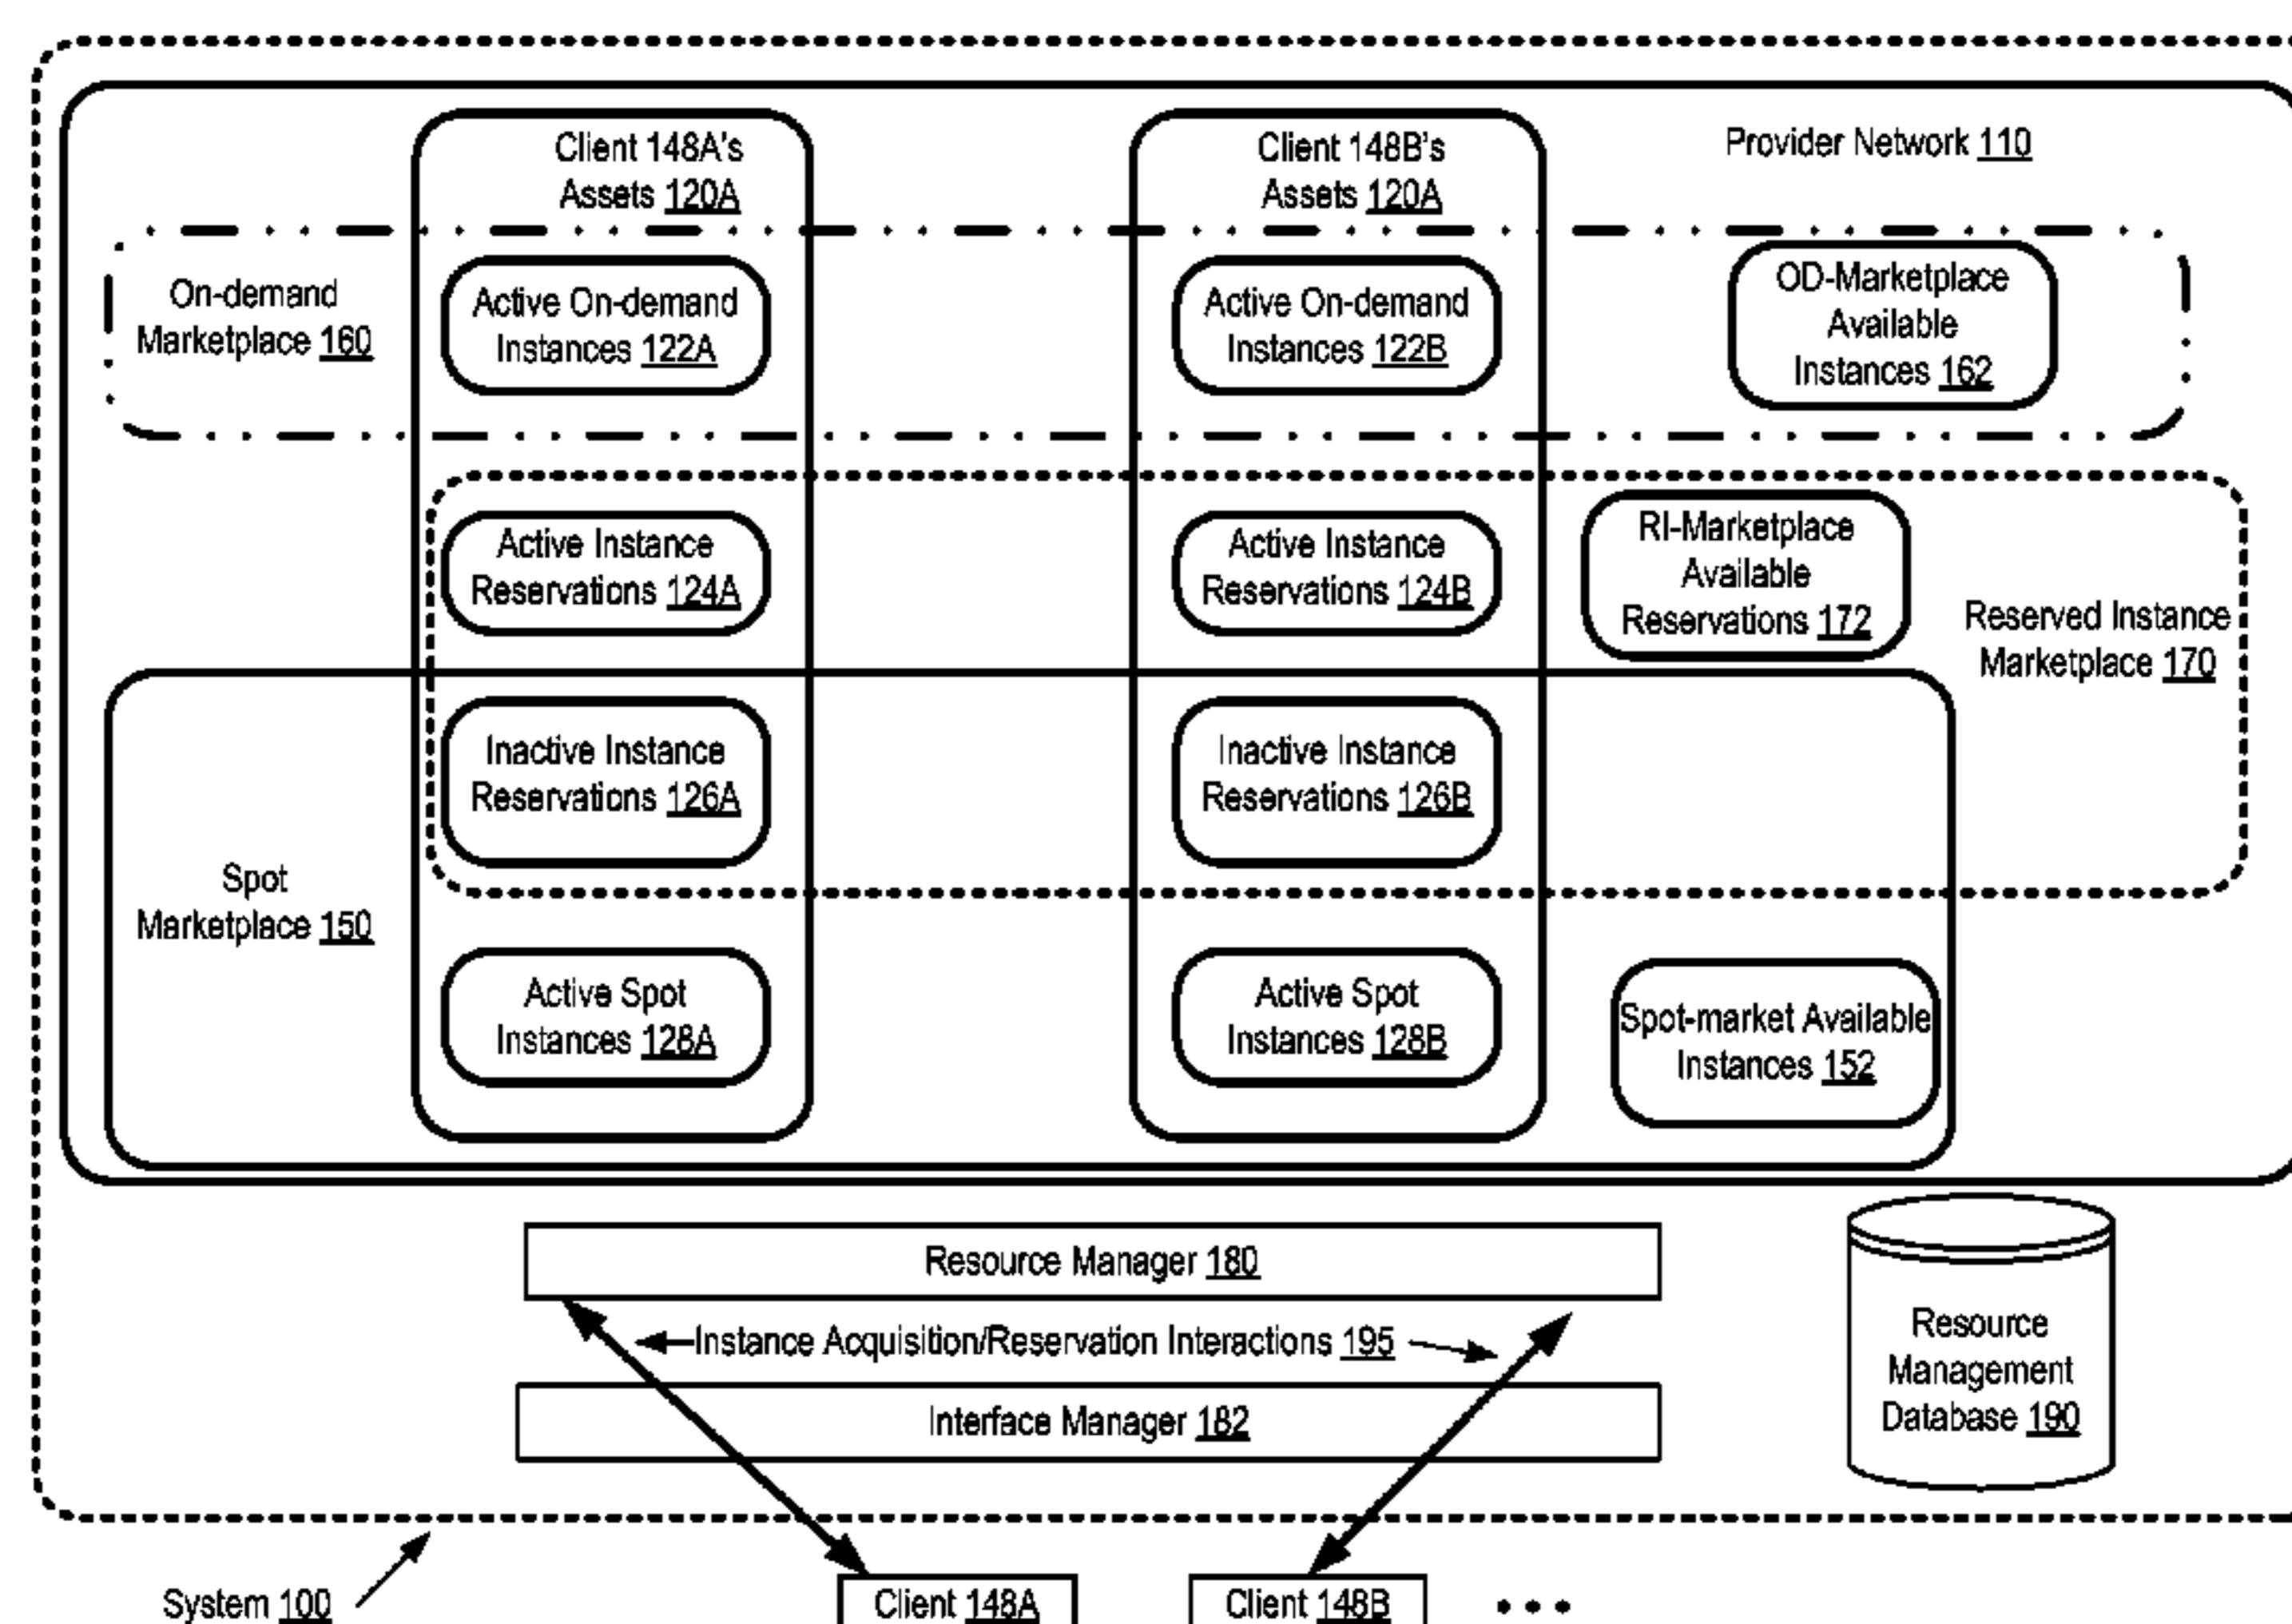 Client 148A's
Assets 120A
Client 148B's
Assets 120A
Provider Network 110
On-demand
Marketplace 160
Active On-demand
Instances 122A
Active On-demand
Instances 122B
OD-Marketplace
Available
Instances 162
Active Instance
Reservations 124A
Active Instance
Reservations 124B
RI-Marketplace
Available
Reservations 172
Reserved Instance
Marketplace 170
Inactive Instance
Reservations 126A
Inactive Instance
Reservations 126B
Spot
Marketplace 150
Active Spot
Instances 128A
Active Spot
Instances 128B
Spot-market Available
Instances 152
Resource Manager 180
Instance Acquisition/Reservation Interactions 195
Interface Manager 182
Resource
Management
Database 190
System 100
Client 148A
Client 148B
• • •